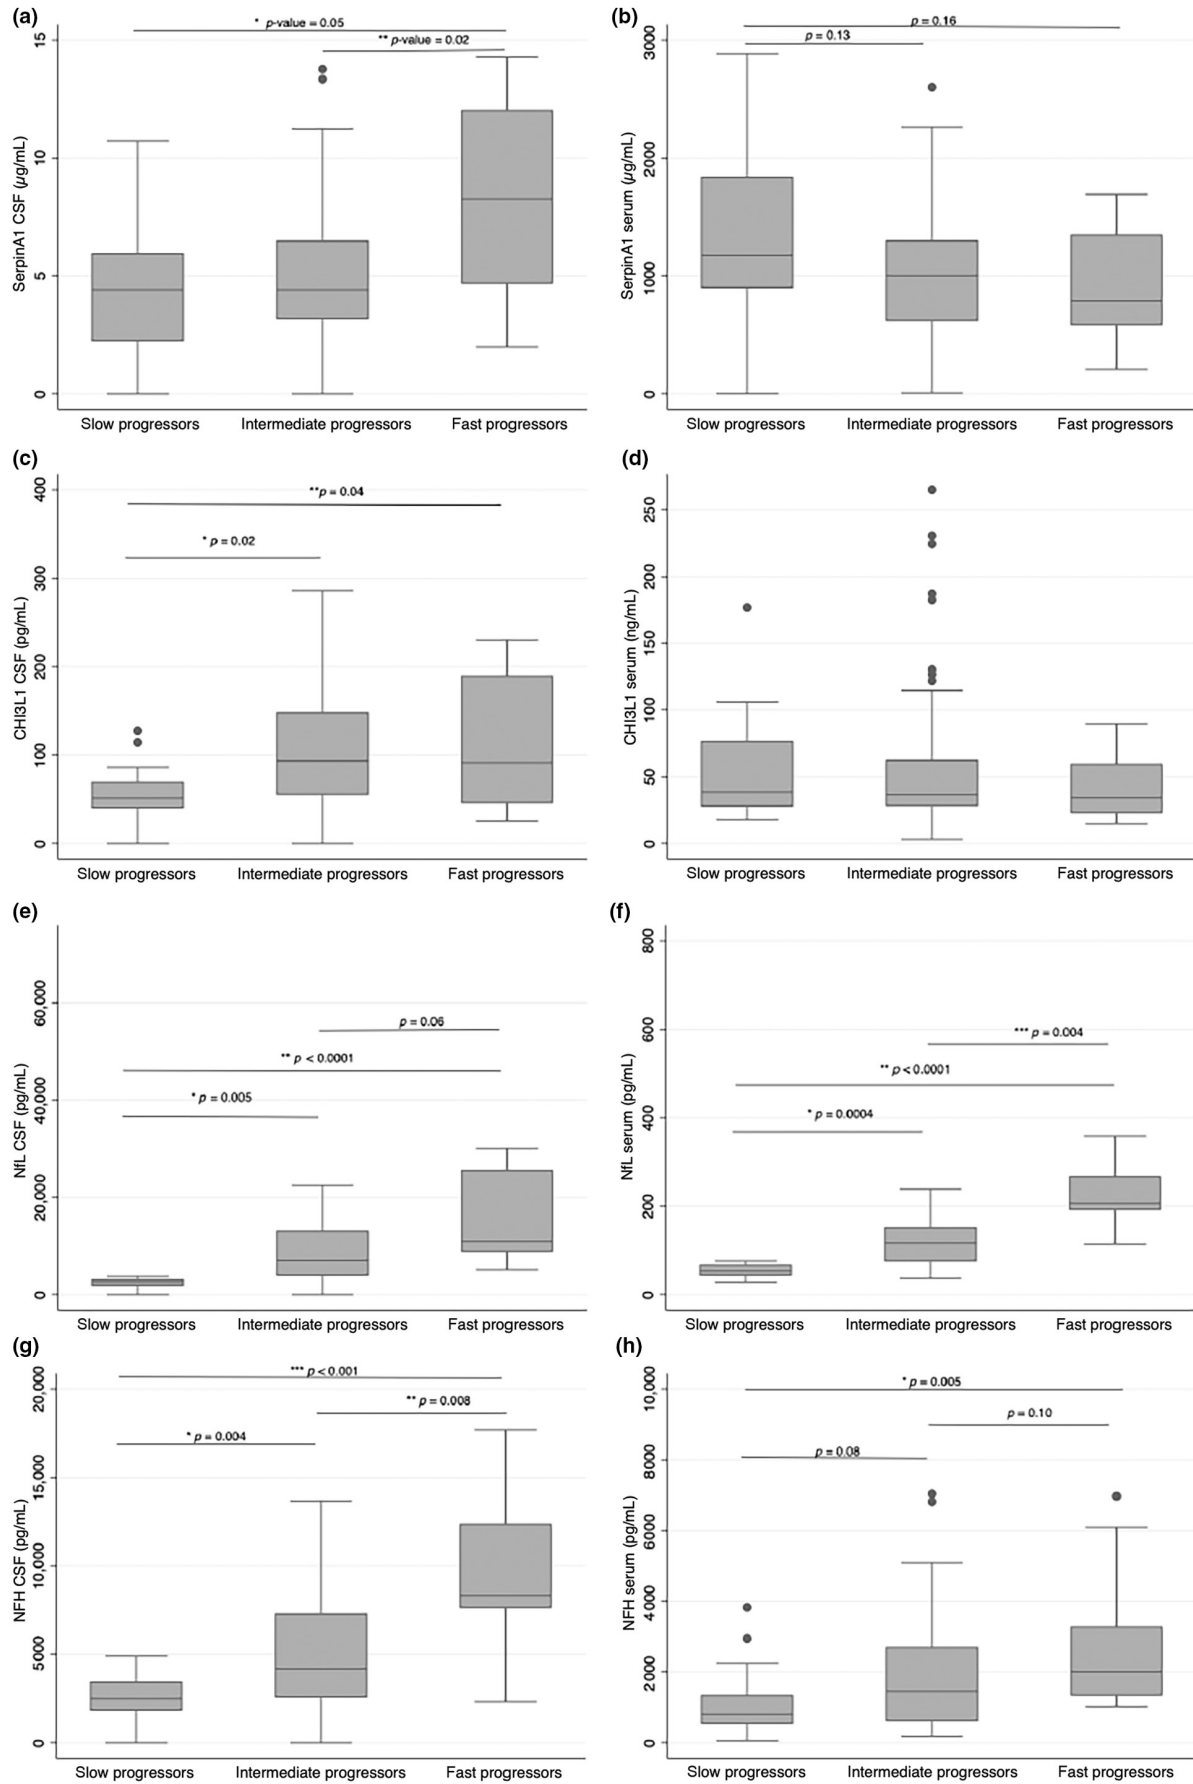 (a)
* p-value = 0.05
** p-value = 0.02
SerpinA1 CSF (µg/mL)
15
10
5
0
Slow progressors Intermediate progressors Fast progressors
(b)
p = 0.16
p = 0.13
SerpinA1 serum (µg/mL)
3000
2000
1000
0
Slow progressors Intermediate progressors Fast progressors
(c)
**p = 0.04
* p = 0.02
CHI3L1 CSF (pg/mL)
400
300
200
100
0
Slow progressors Intermediate progressors Fast progressors
(d)
CHI3L1 serum (ng/mL)
250
200
150
100
50
0
Slow progressors Intermediate progressors Fast progressors
(e)
p = 0.06
** p < 0.0001
* p = 0.005
NfL CSF (pg/mL)
60,000
40,000
20,000
0
Slow progressors Intermediate progressors Fast progressors
(f)
*** p = 0.004
** p < 0.0001
* p = 0.0004
NfL serum (pg/mL)
800
600
400
200
0
Slow progressors Intermediate progressors Fast progressors
(g)
*** p < 0.001
** p = 0.008
* p = 0.004
NFH CSF (pg/mL)
20,000
15,000
10,000
5000
0
Slow progressors Intermediate progressors Fast progressors
(h)
* p = 0.005
p = 0.10
p = 0.08
NFH serum (pg/mL)
10,000
8000
6000
4000
2000
0
Slow progressors Intermediate progressors Fast progressors